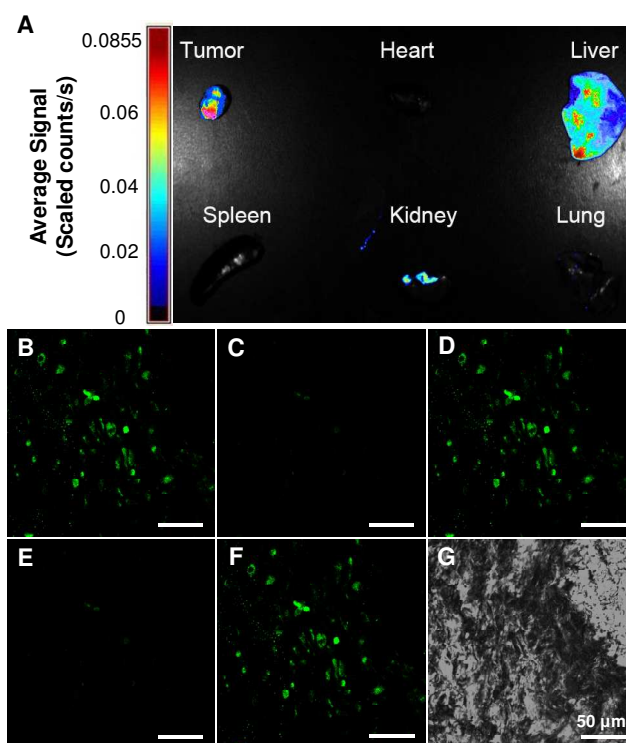 A
Average Signal
(Scaled counts/s)
0.0855
0.06
0.04
0.02
0
Tumor
Heart
Liver
Spleen
Kidney
Lung
B
C
D
E
F
G
50 µm